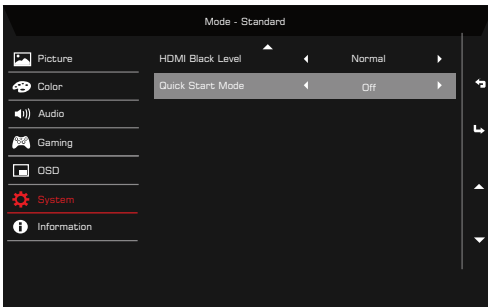 Mode - Standard
Picture
HDMI Black Level Normal
Color
Quick Start Mode Off
Audio
Gaming
OSD
System
Information